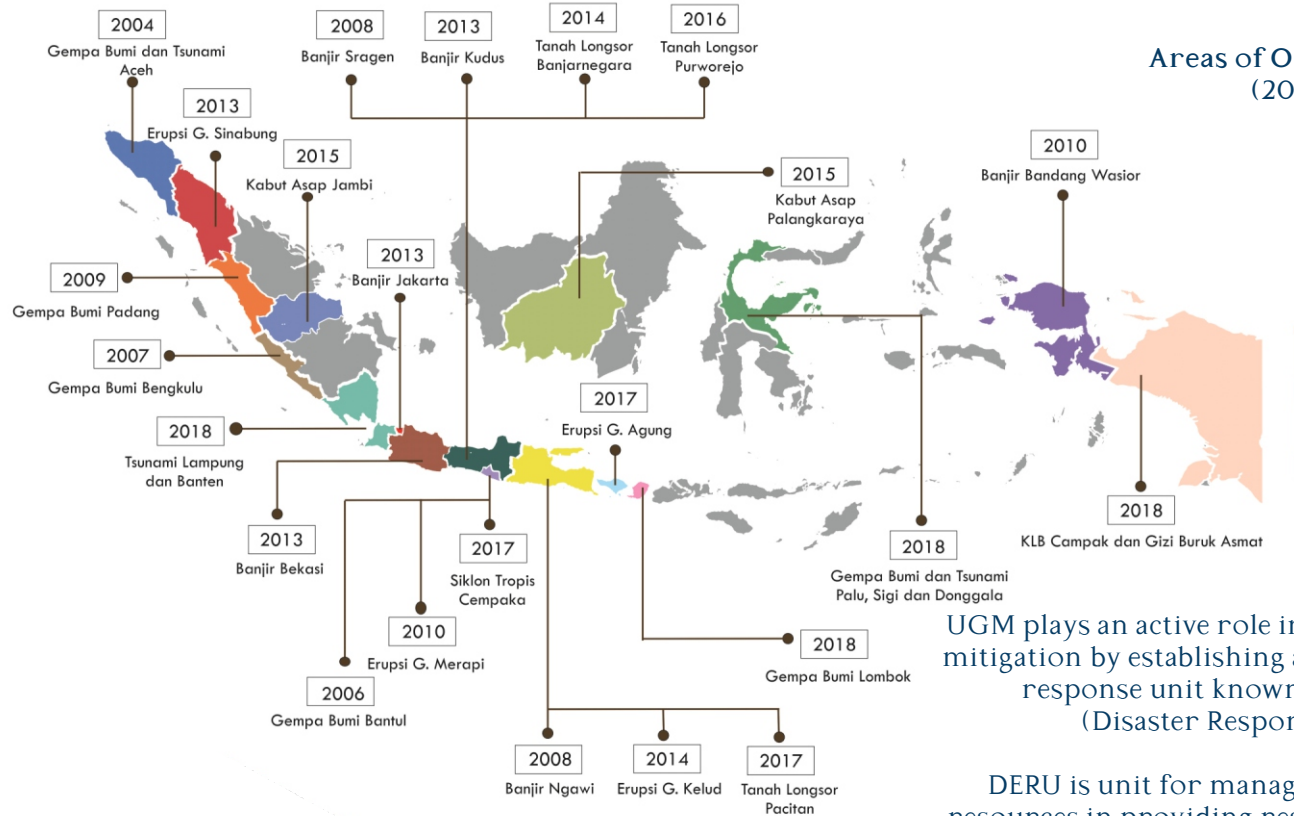 2004
Gempa Bumi dan Tsunami
Aceh
2008
Banjir Sragen
2013
Banjir Kudus
2014
Tanah Longsor
Banjarnegara
2016
Tanah Longsor
Purworejo
Areas of O
(20
2013
Erupsi G. Sinabung
2015
Kabut Asap Jambi
2010
Banjir Bandang Wasior
2015
Kabut Asap
Palangkaraya
2013
Banjir Jakarta
2009
Gempa Bumi Padang
2007
Gempa Bumi Bengkulu
2017
Erupsi G. Agung
2018
Tsunami Lampung
dan Banten
2013
Banjir Bekasi
2017
Siklon Tropis
Cempaka
2018
Gempa Bumi dan Tsunami
Palu, Sigi dan Donggala
2018
KLB Campak dan Gizi Buruk Asmat
2010
Erupsi G. Merapi
2006
Gempa Bumi Bantul
2018
Gempa Bumi Lombok
2008
Banjir Ngawi
2014
Erupsi G. Kelud
2017
Tanah Longsor
Pacitan
UGM plays an active role in
mitigation by establishing a
response unit known
(Disaster Respon
DERU is unit for manag
resources in providing res